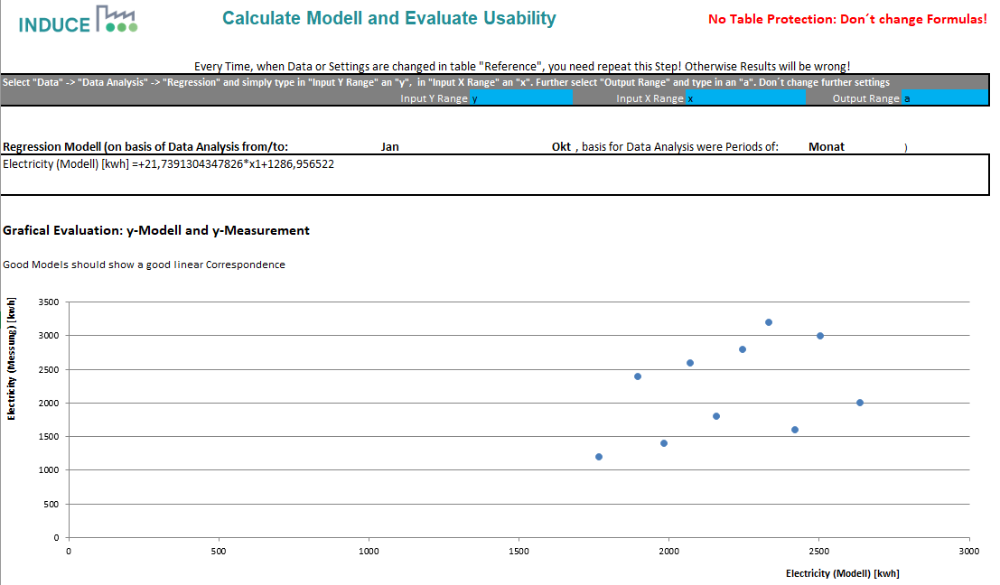 INDUCE
Calculate Modell and Evaluate Usability
No Table Protection: Don´t change Formulas!
Every Time, when Data or Settings are changed in table "Reference", you need repeat this Step! Otherwise Results will be wrong!
Select "Data" -> "Data Analysis" -> "Regression" and simply type in "Input Y Range" an "y", in "Input X Range" an "x". Further select "Output Range" and type in an "a". Don´t change further settings
Input Y Range y Input X Range x Output Range a
Regression Modell (on basis of Data Analysis from/to: Jan Okt , basis for Data Analysis were Periods of: Monat )
Electricity (Modell) [kwh] =+21,7391304347826*x1+1286,956522
Grafical Evaluation: y-Modell and y-Measurement
Good Models should show a good linear Correspondence
Electricity (Messung) [kwh]
3500
3000
2500
2000
1500
1000
500
0
0 500 1000 1500 2000 2500 3000
Electricity (Modell) [kwh]